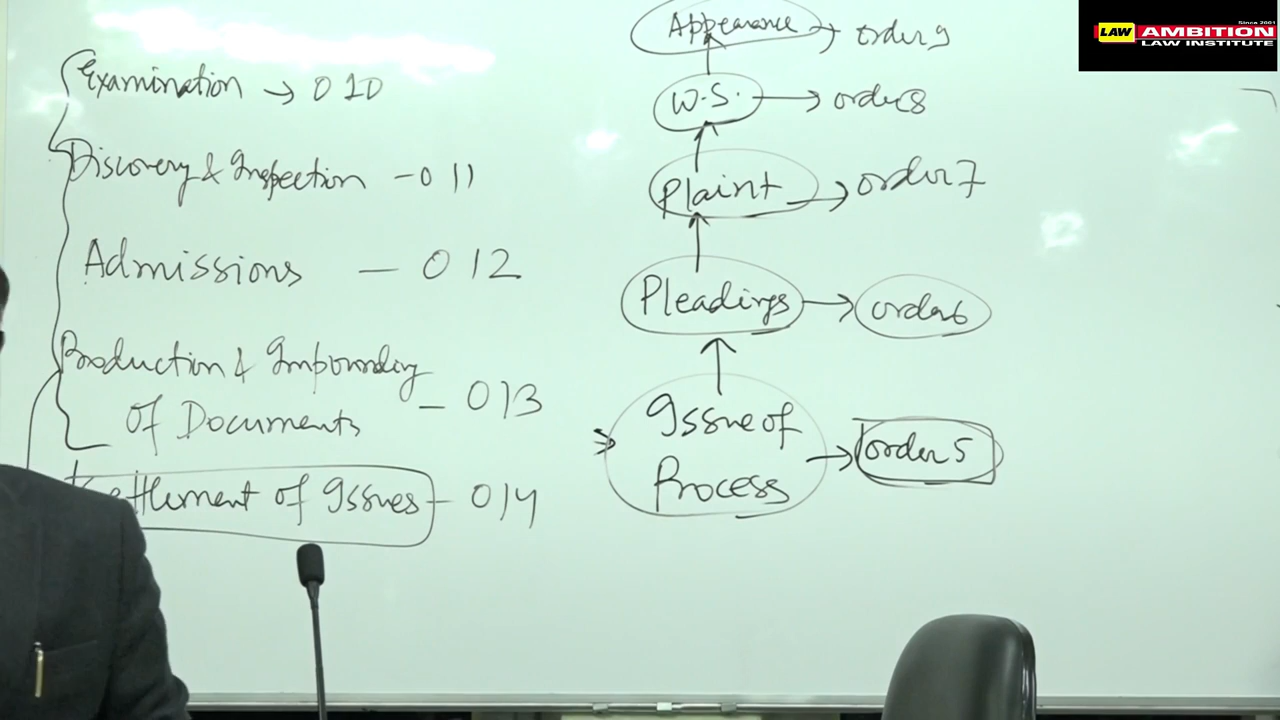 Examination → O 10
Discovery & Inspection - O 11
Admissions - O 12
Production & Impounding
of Documents - O 13
Settlement of Issues - O 14
Appearance → order 9
W.S. → order 8
Plaint → order 7
Pleadings → order 6
Issue of
Process → order 5
Since 2001
LAW AMBITION
LAW INSTITUTE